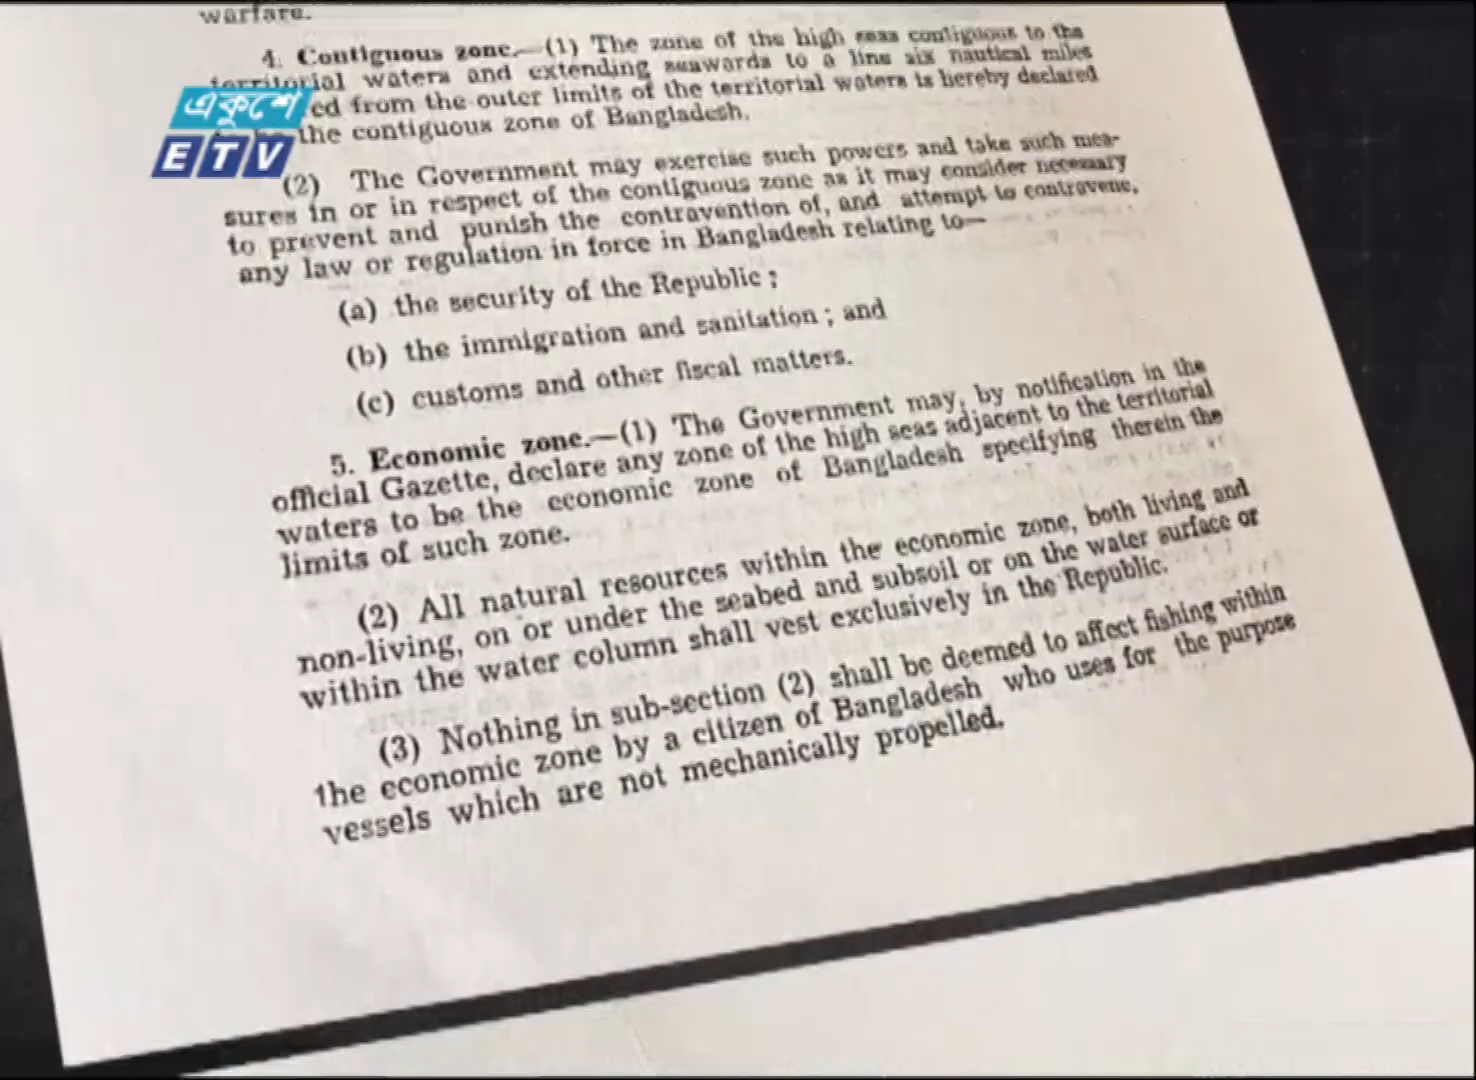 warfare.
4. Contiguous zone.—(1) The zone of the high seas contiguous to the
territorial waters and extending seawards to a line six nautical miles
ed from the outer limits of the territorial waters is hereby declared
the contiguous zone of Bangladesh.
একুশে
ETV
(2) The Government may exercise such powers and take such mea-
sures in or in respect of the contiguous zone as it may consider necessary
to prevent and punish the contravention of, and attempt to contravene,
any law or regulation in force in Bangladesh relating to—
(a) the security of the Republic ;
(b) the immigration and sanitation ; and
(c) customs and other fiscal matters.
5. Economic zone.—(1) The Government may, by notification in the
official Gazette, declare any zone of the high seas adjacent to the territorial
waters to be the economic zone of Bangladesh specifying therein the
limits of such zone.
(2) All natural resources within the economic zone, both living and
non-living, on or under the seabed and subsoil or on the water surface or
within the water column shall vest exclusively in the Republic.
(3) Nothing in sub-section (2) shall be deemed to affect fishing within
the economic zone by a citizen of Bangladesh who uses for the purpose
vessels which are not mechanically propelled.